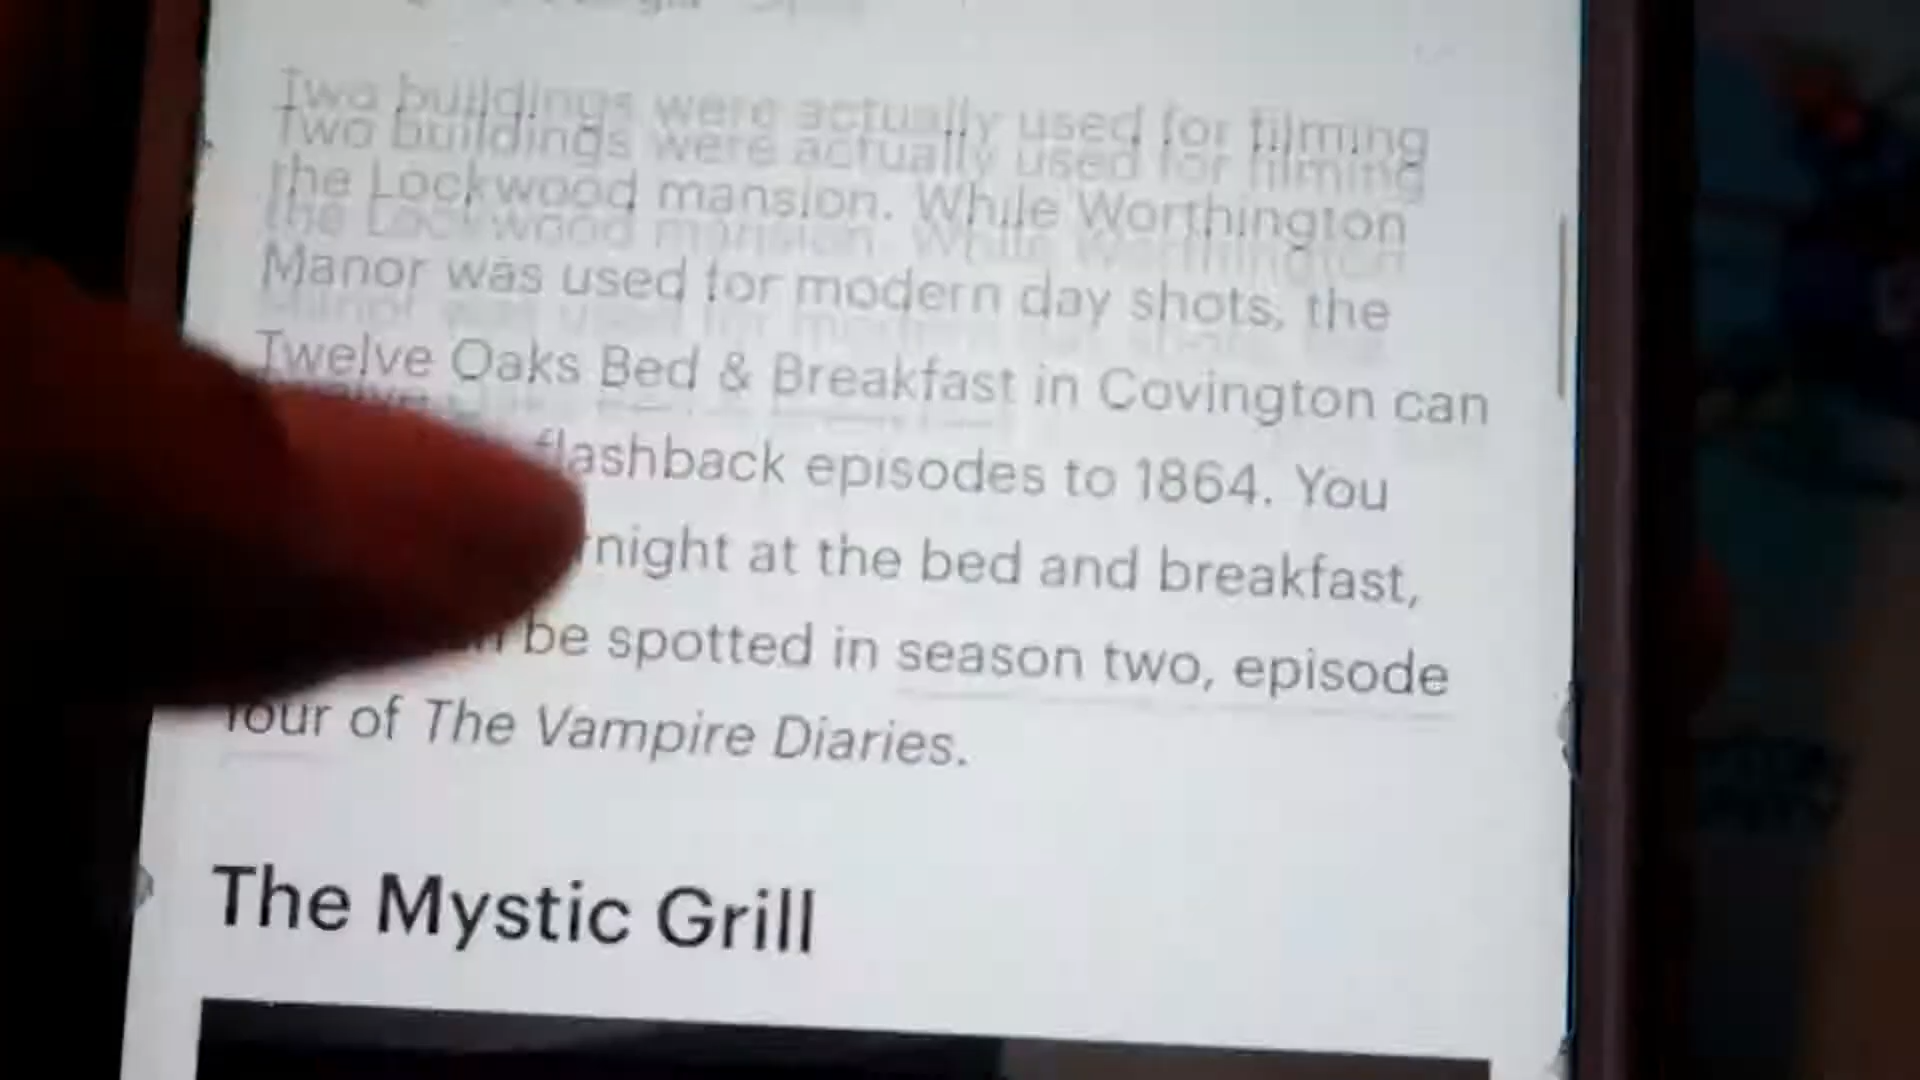 Two buildings were actually used for filming
the Lockwood mansion. While Worthington
Manor was used for modern day shots, the
Twelve Oaks Bed & Breakfast in Covington can
flashback episodes to 1864. You
at the bed and breakfast,
be spotted in season two, episode
four of The Vampire Diaries.
The Mystic Grill